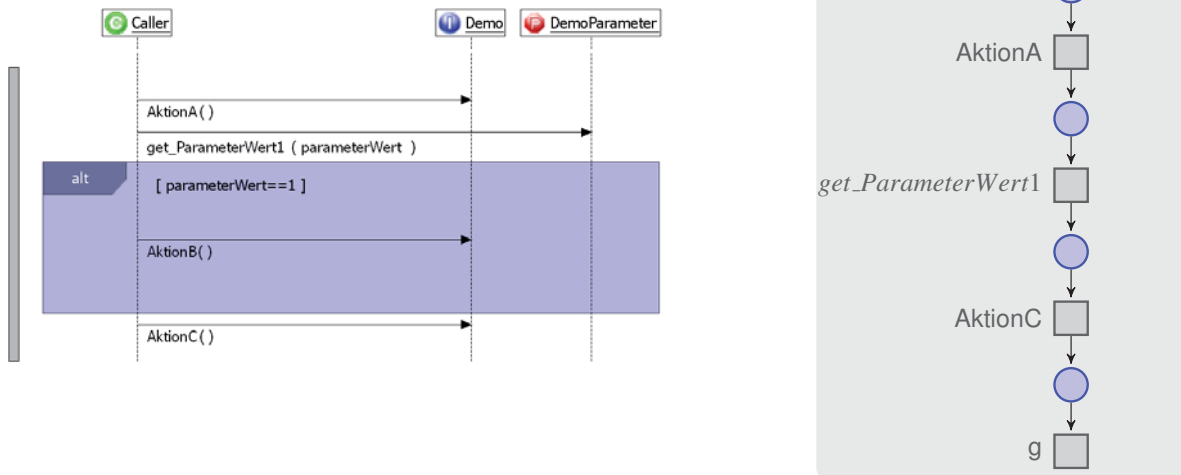 C Caller
I Demo
P DemoParameter
AktionA( )
get_ParameterWert1 ( parameterWert )
alt
[ parameterWert==1 ]
AktionB( )
AktionC( )
AktionA
get_ParameterWert1
AktionC
g